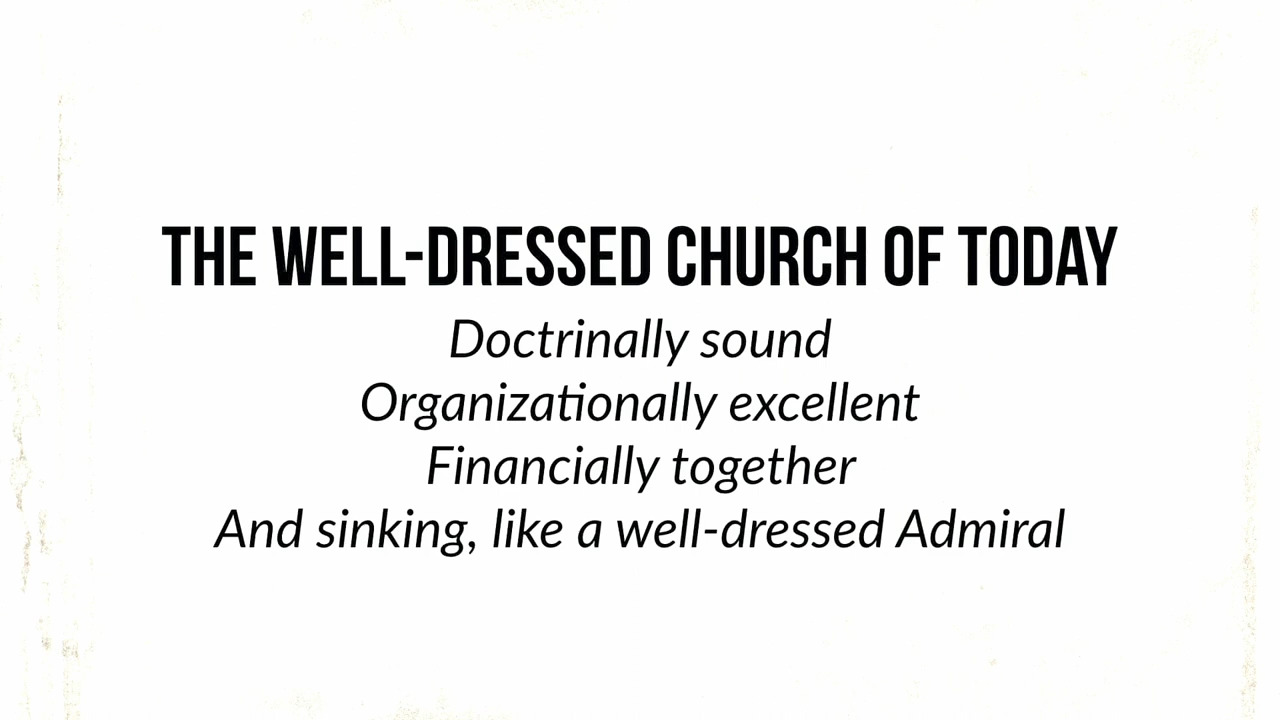 THE WELL-DRESSED CHURCH OF TODAY
Doctrinally sound
Organizationally excellent
Financially together
And sinking, like a well-dressed Admiral